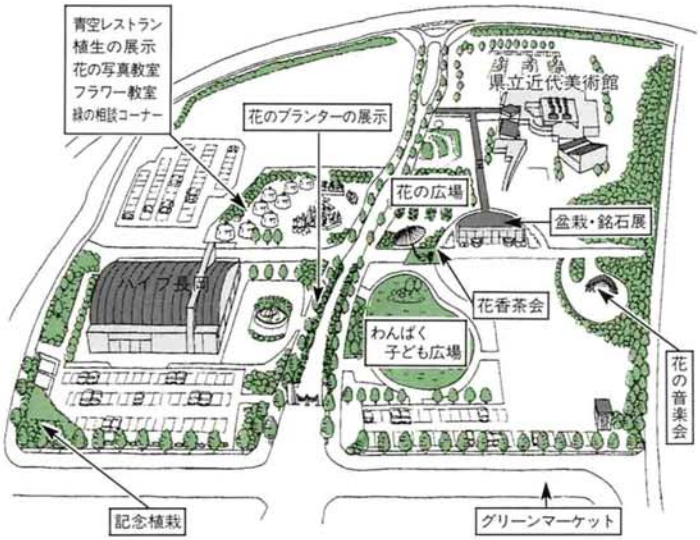 青空レストラン
植生の展示
花の写真教室
フラワー教室
緑の相談コーナー
花のプランターの展示
県立近代美術館
花の広場
盆栽・銘石展
ハイブ長岡
花香茶会
わんぱく
子ども広場
花の音楽会
記念植栽
グリーンマーケット